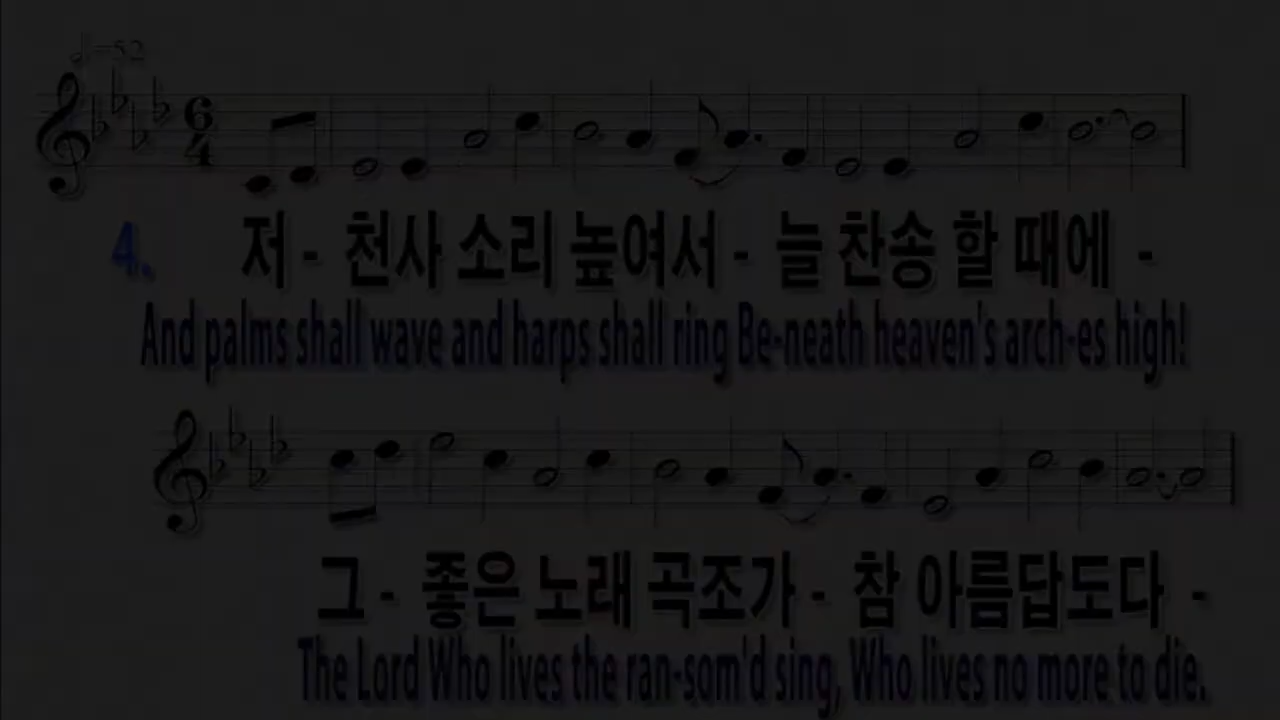 ♩=52
6
4
4. 저 - 천사 소리 높여서 - 늘 찬송 할 때에 -
And palms shall wave and harps shall ring Be-neath heaven's arch-es high!
그 - 좋은 노래 곡조가 - 참 아름답도다 -
The Lord Who lives the ran-som'd sing, Who lives no more to die.